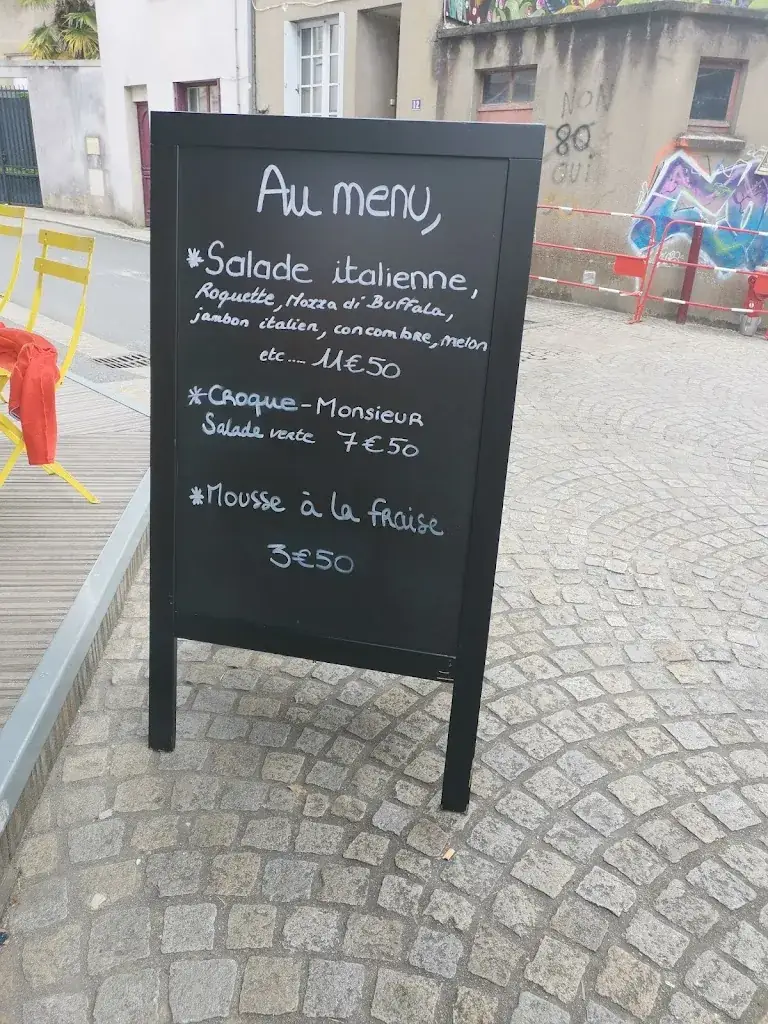 Au menu,
*Salade italienne,
Roquette, Mozza di Buffala,
jambon italien, concombre, melon
etc.... 11€50
*Croque-Monsieur
Salade verte 7€50
*Mousse à la fraise
3€50
12
NON
80
OUI